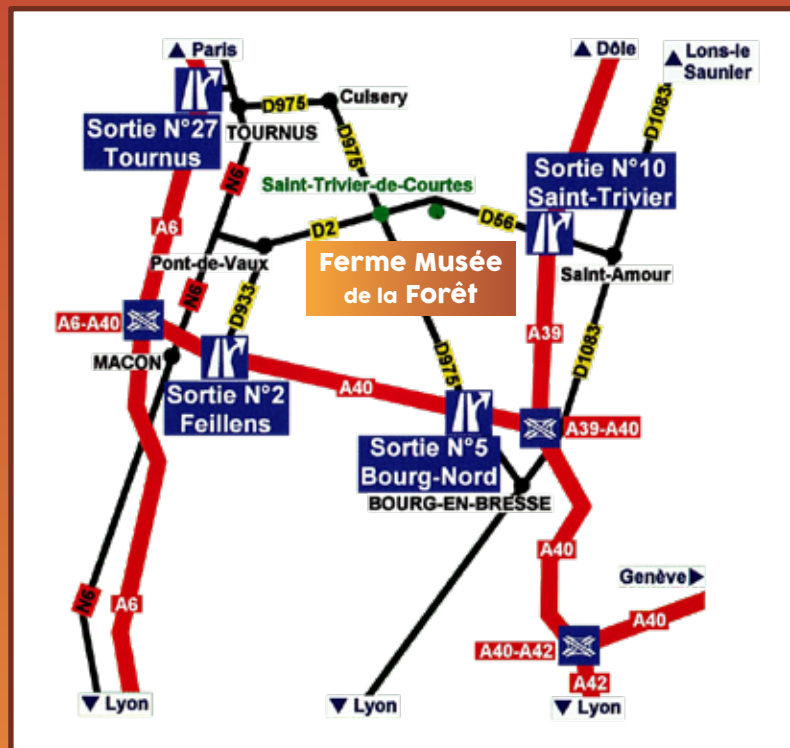 ▲ Paris
▲ Dôle
▲ Lons-le
Saunier
Sortie N°27
Tournus
D975
Cuisery
TOURNUS
D975
D1083
N6
Saint-Trivier-de-Courtes
Sortie N°10
Saint-Trivier
A6
D2
D56
Pont-de-Vaux
Ferme Musée
de la Forêt
Saint-Amour
N6
D933
A6-A40
A39
D1083
MACON
D975
Sortie N°2
Feillens
A40
Sortie N°5
Bourg-Nord
A39-A40
BOURG-EN-BRESSE
A40
Genève ▶
N6
A6
A40
A40-A42
A42
▼ Lyon
▼ Lyon
▼ Lyon